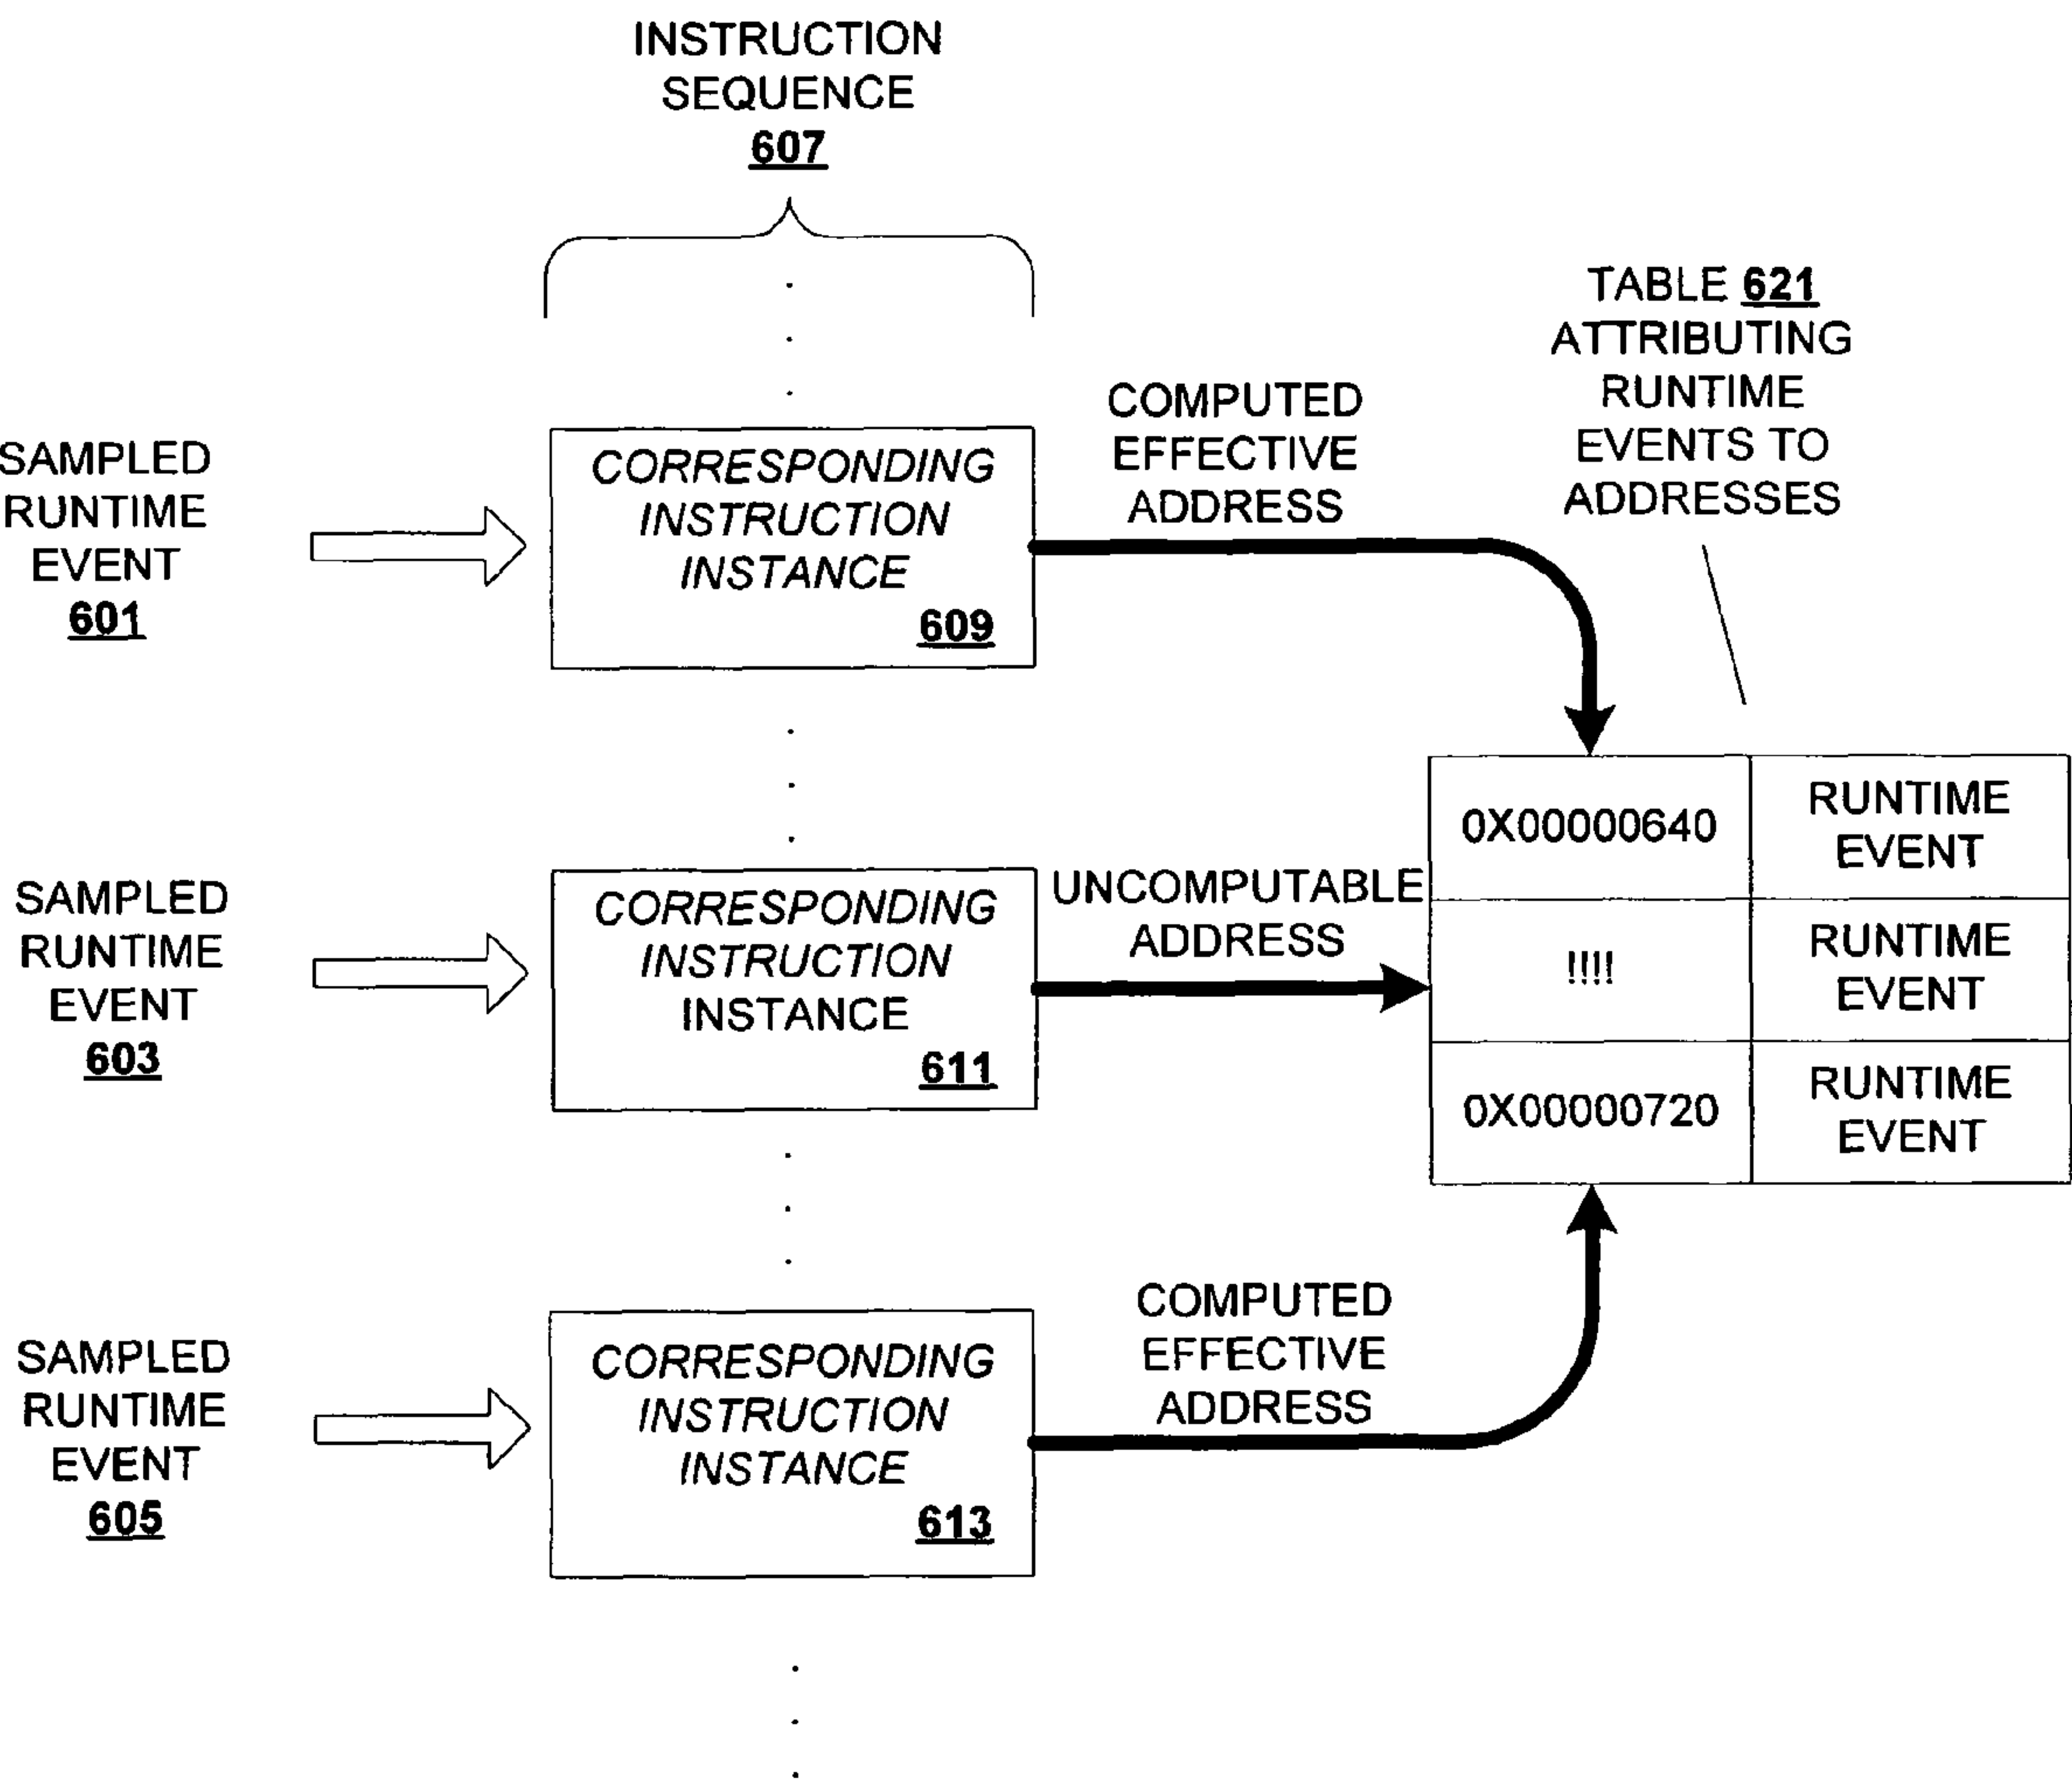 INSTRUCTION
SEQUENCE
607
TABLE 621
ATTRIBUTING
RUNTIME
EVENTS TO
ADDRESSES
SAMPLED
RUNTIME
EVENT
601
CORRESPONDING
INSTRUCTION
INSTANCE
609
COMPUTED
EFFECTIVE
ADDRESS
SAMPLED
RUNTIME
EVENT
603
CORRESPONDING
INSTRUCTION
INSTANCE
611
UNCOMPUTABLE
ADDRESS
0X00000640
RUNTIME
EVENT
!!!!
RUNTIME
EVENT
0X00000720
RUNTIME
EVENT
SAMPLED
RUNTIME
EVENT
605
CORRESPONDING
INSTRUCTION
INSTANCE
613
COMPUTED
EFFECTIVE
ADDRESS